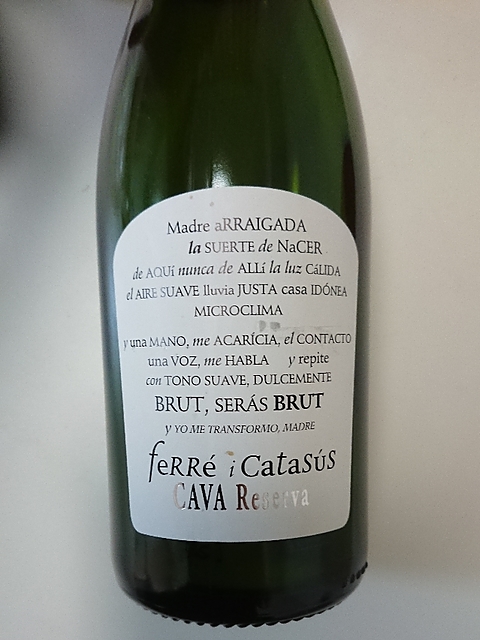 Madre aRRAIGADA
la SUERTE de NaCER
de AQUí nunca de ALLí la luz CáLIDA
el AIRE SUAVE lluvia JUSTA casa IDÓNEA
MICROCLIMA
y una MANO, me ACARÍCIA, el CONTACTO
una VOZ, me HABLA y repite
con TONO SUAVE, DULCEMENTE
BRUT, SERÁS BRUT
y YO ME TRANSFORMO, MADRE
feRRé i CataSÚS
CAVA Reserva